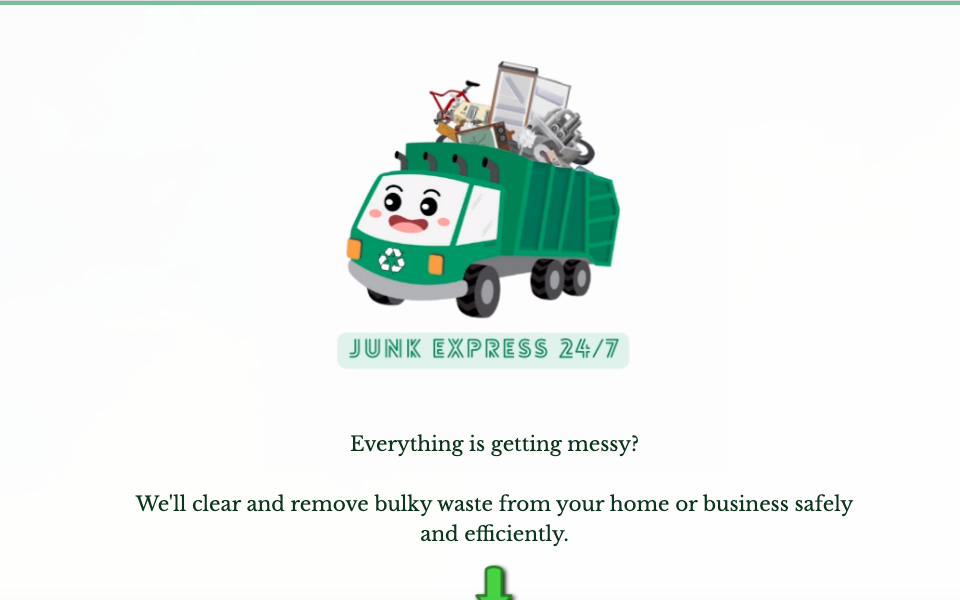 JUNK EXPRESS 24/7
Everything is getting messy?
We'll clear and remove bulky waste from your home or business safely
and efficiently.